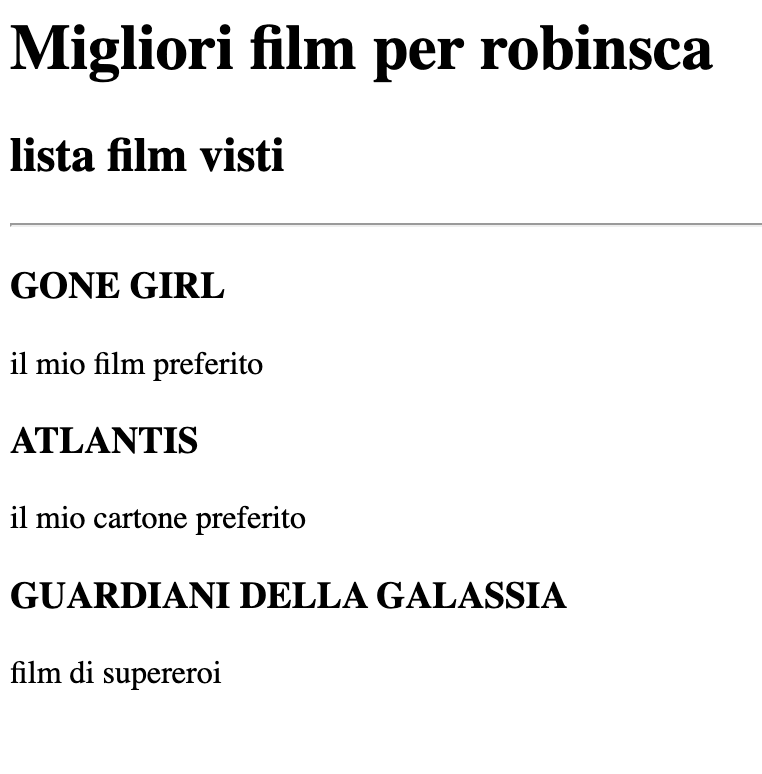 Migliori film per robinsca
lista film visti
GONE GIRL
il mio film preferito
ATLANTIS
il mio cartone preferito
GUARDIANI DELLA GALASSIA
film di supereroi